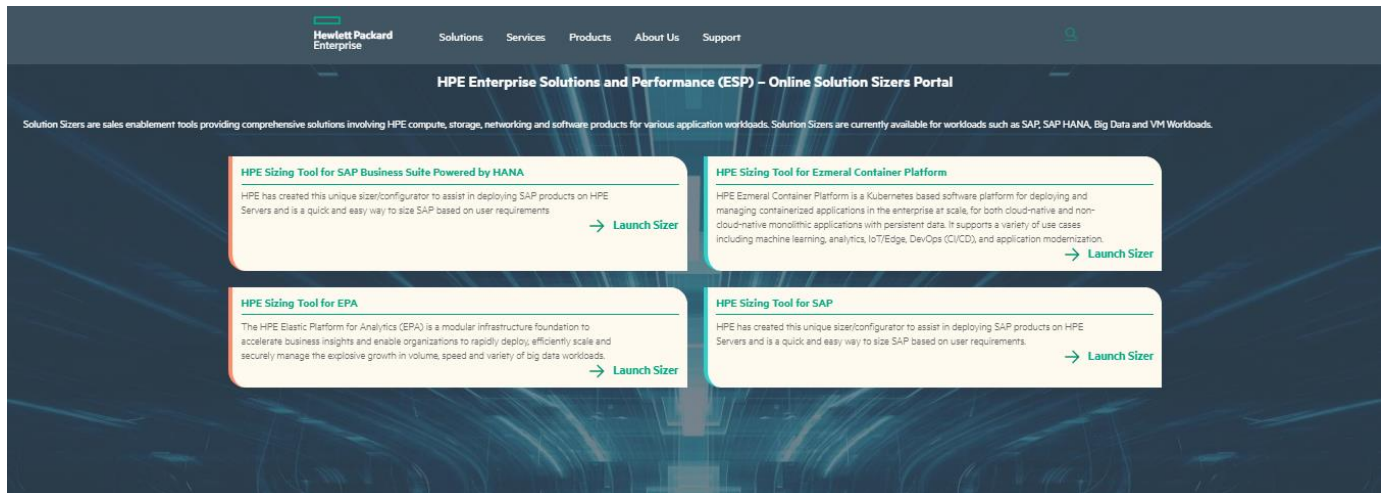 Hewlett Packard
Enterprise
Solutions Services Products About Us Support
HPE Enterprise Solutions and Performance (ESP) – Online Solution Sizers Portal
Solution Sizers are sales enablement tools providing comprehensive solutions involving HPE compute, storage, networking and software products for various application workloads. Solution Sizers are currently available for workloads such as SAP, SAP HANA, Big Data and VM Workloads.
HPE Sizing Tool for SAP Business Suite Powered by HANA
HPE has created this unique sizer/configurator to assist in deploying SAP products on HPE
Servers and is a quick and easy way to size SAP based on user requirements
→ Launch Sizer
HPE Sizing Tool for Ezmeral Container Platform
HPE Ezmeral Container Platform is a Kubernetes based software platform for deploying and
managing containerized applications in the enterprise at scale, for both cloud-native and non-
cloud-native monolithic applications with persistent data. It supports a variety of use cases
including machine learning, analytics, IoT/Edge, DevOps (CI/CD), and application modernization.
→ Launch Sizer
HPE Sizing Tool for EPA
The HPE Elastic Platform for Analytics (EPA) is a modular infrastructure foundation to
accelerate business insights and enable organizations to rapidly deploy, efficiently scale and
securely manage the explosive growth in volume, speed and variety of big data workloads.
→ Launch Sizer
HPE Sizing Tool for SAP
HPE has created this unique sizer/configurator to assist in deploying SAP products on HPE
Servers and is a quick and easy way to size SAP based on user requirements.
→ Launch Sizer